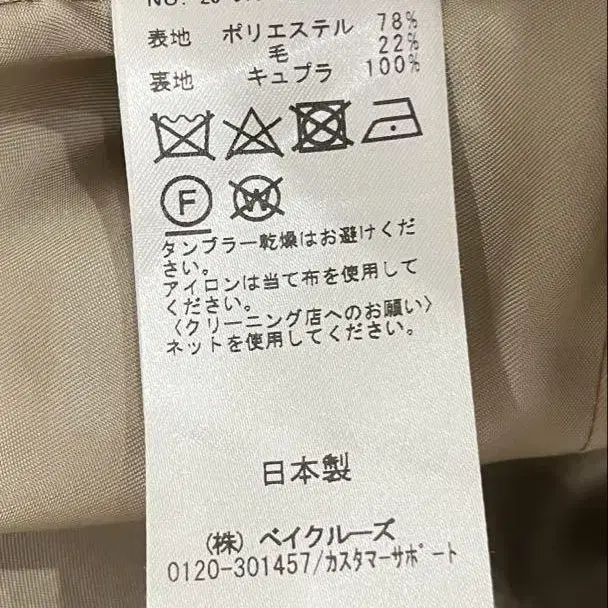 表地 ポリエステル 78%
毛 22%
裏地 キュプラ 100%
F W
タンブラー乾燥はお避けくだ
さい。
アイロンは当て布を使用して
ください。
〈クリーニング店へのお願い〉
ネットを使用してください。
日本製
(株) ベイクルーズ
0120-301457/カスタマーサポート